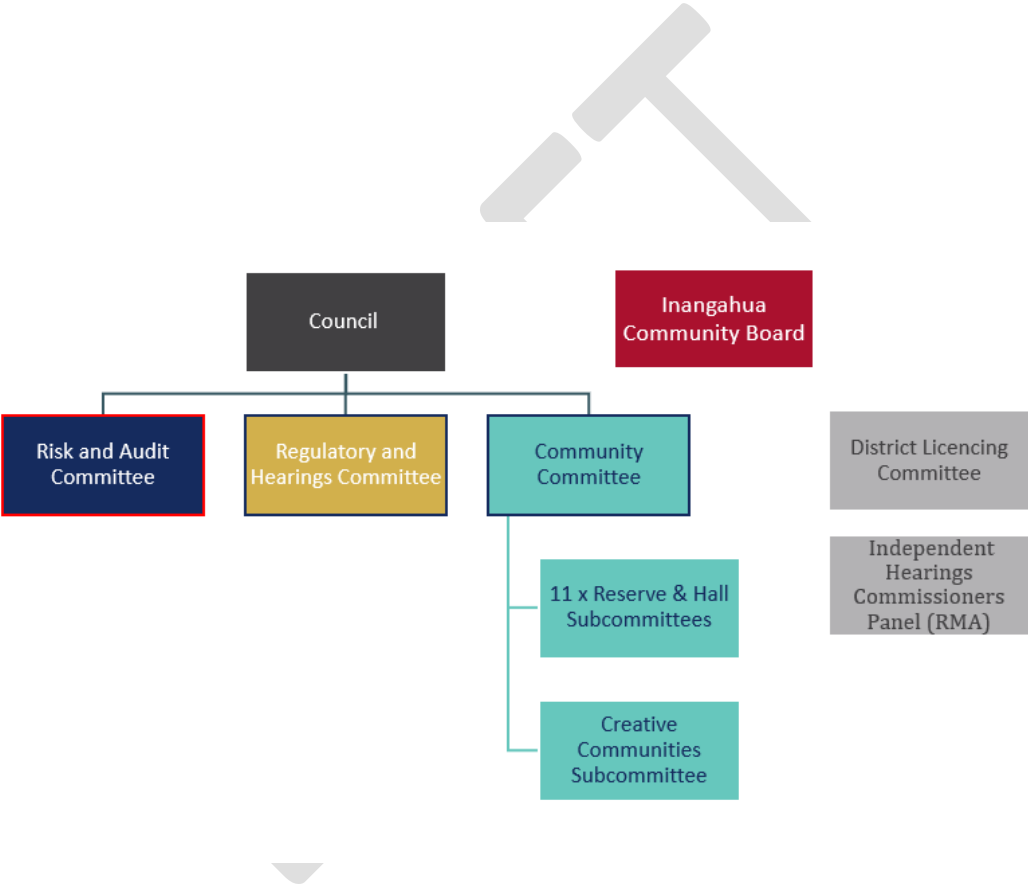 Council
Inangahua
Community Board
Risk and Audit
Committee
Regulatory and
Hearings Committee
Community
Committee
District Licencing
Committee
Independent
Hearings
Commissioners
Panel (RMA)
11 x Reserve & Hall
Subcommittees
Creative
Communities
Subcommittee